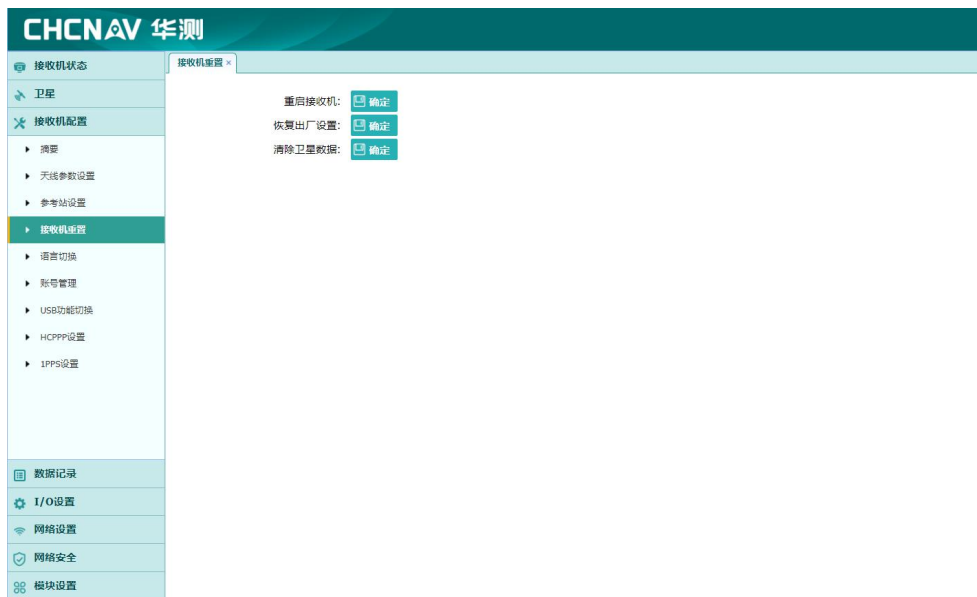 CHCNAV 华测
接收机状态
卫星
接收机配置
摘要
天线参数设置
参考站设置
接收机重置
语言切换
账号管理
USB功能切换
HCPPP设置
1PPS设置
数据记录
I/O设置
网络设置
网络安全
模块设置
接收机重置 ×
重启接收机: 确定
恢复出厂设置: 确定
清除卫星数据: 确定